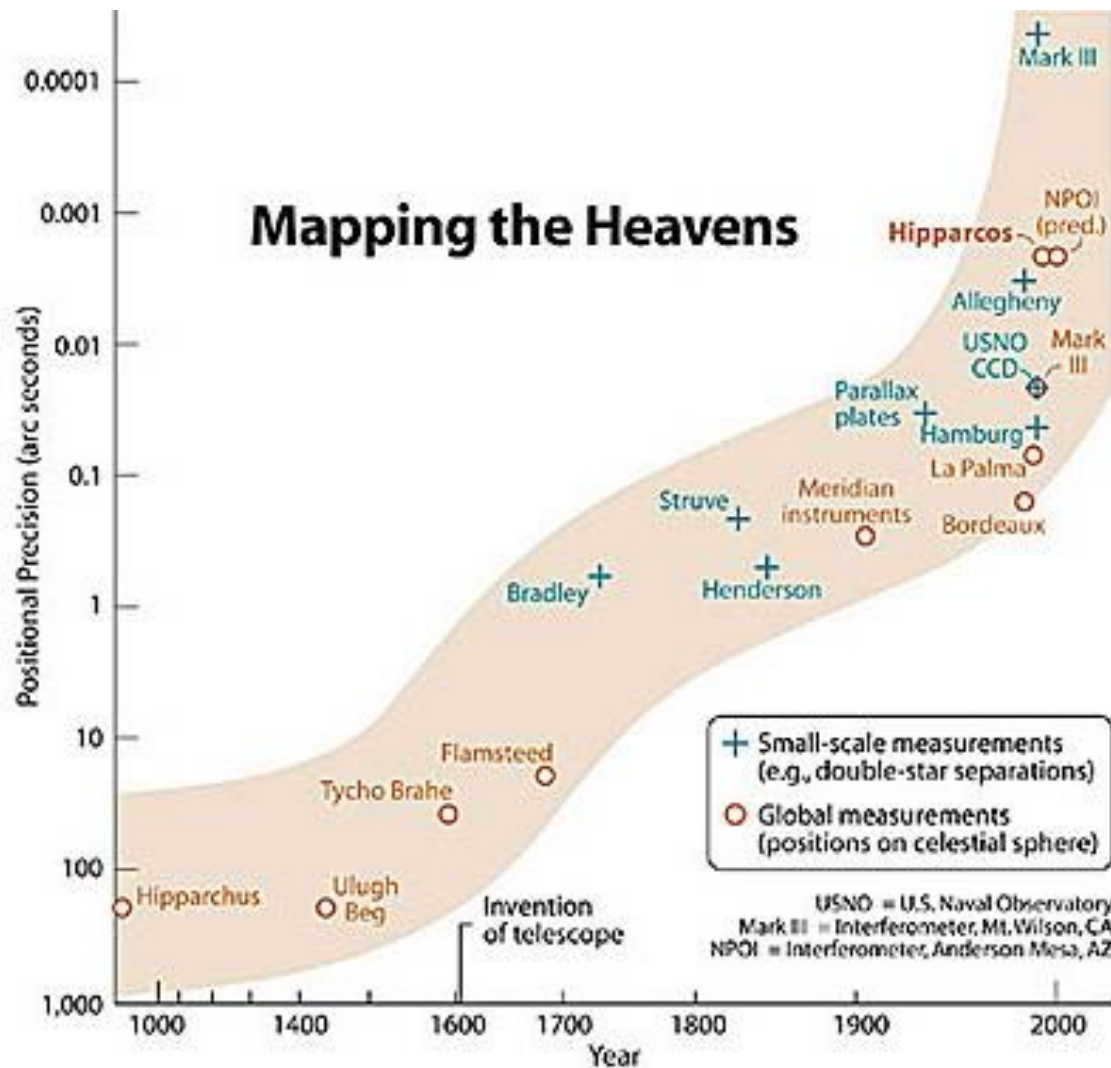 Mapping the Heavens
Positional Precision (arc seconds)
0.0001
0.001
0.01
0.1
1
10
100
1,000
Mark III
NPOI
(pred.)
Hipparcos
Allegheny
USNO
CCD
Mark
III
Parallax
plates
Hamburg
La Palma
Struve
Meridian
instruments
Bordeaux
Bradley
Henderson
Flamsteed
Tycho Brahe
Hipparchus
Ulugh
Beg
Invention
of telescope
Small-scale measurements
(e.g., double-star separations)
Global measurements
(positions on celestial sphere)
USNO = U.S. Naval Observatory
Mark III = Interferometer, Mt. Wilson, CA
NPOI = Interferometer, Anderson Mesa, AZ
1000 1400 1600 1700 1800 1900 2000
Year